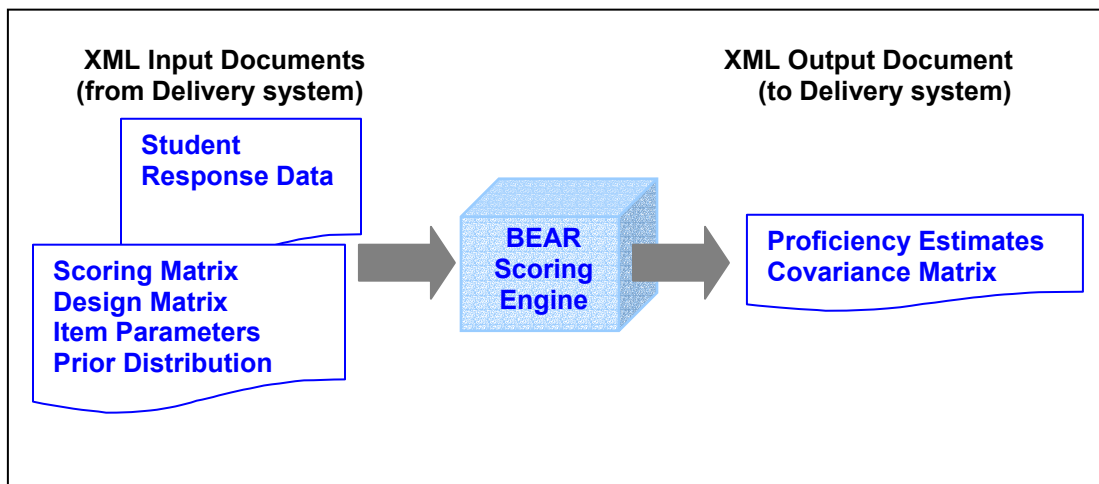 XML Input Documents
(from Delivery system)
XML Output Document
(to Delivery system)
Student
Response Data
Scoring Matrix
Design Matrix
Item Parameters
Prior Distribution
BEAR
Scoring
Engine
Proficiency Estimates
Covariance Matrix